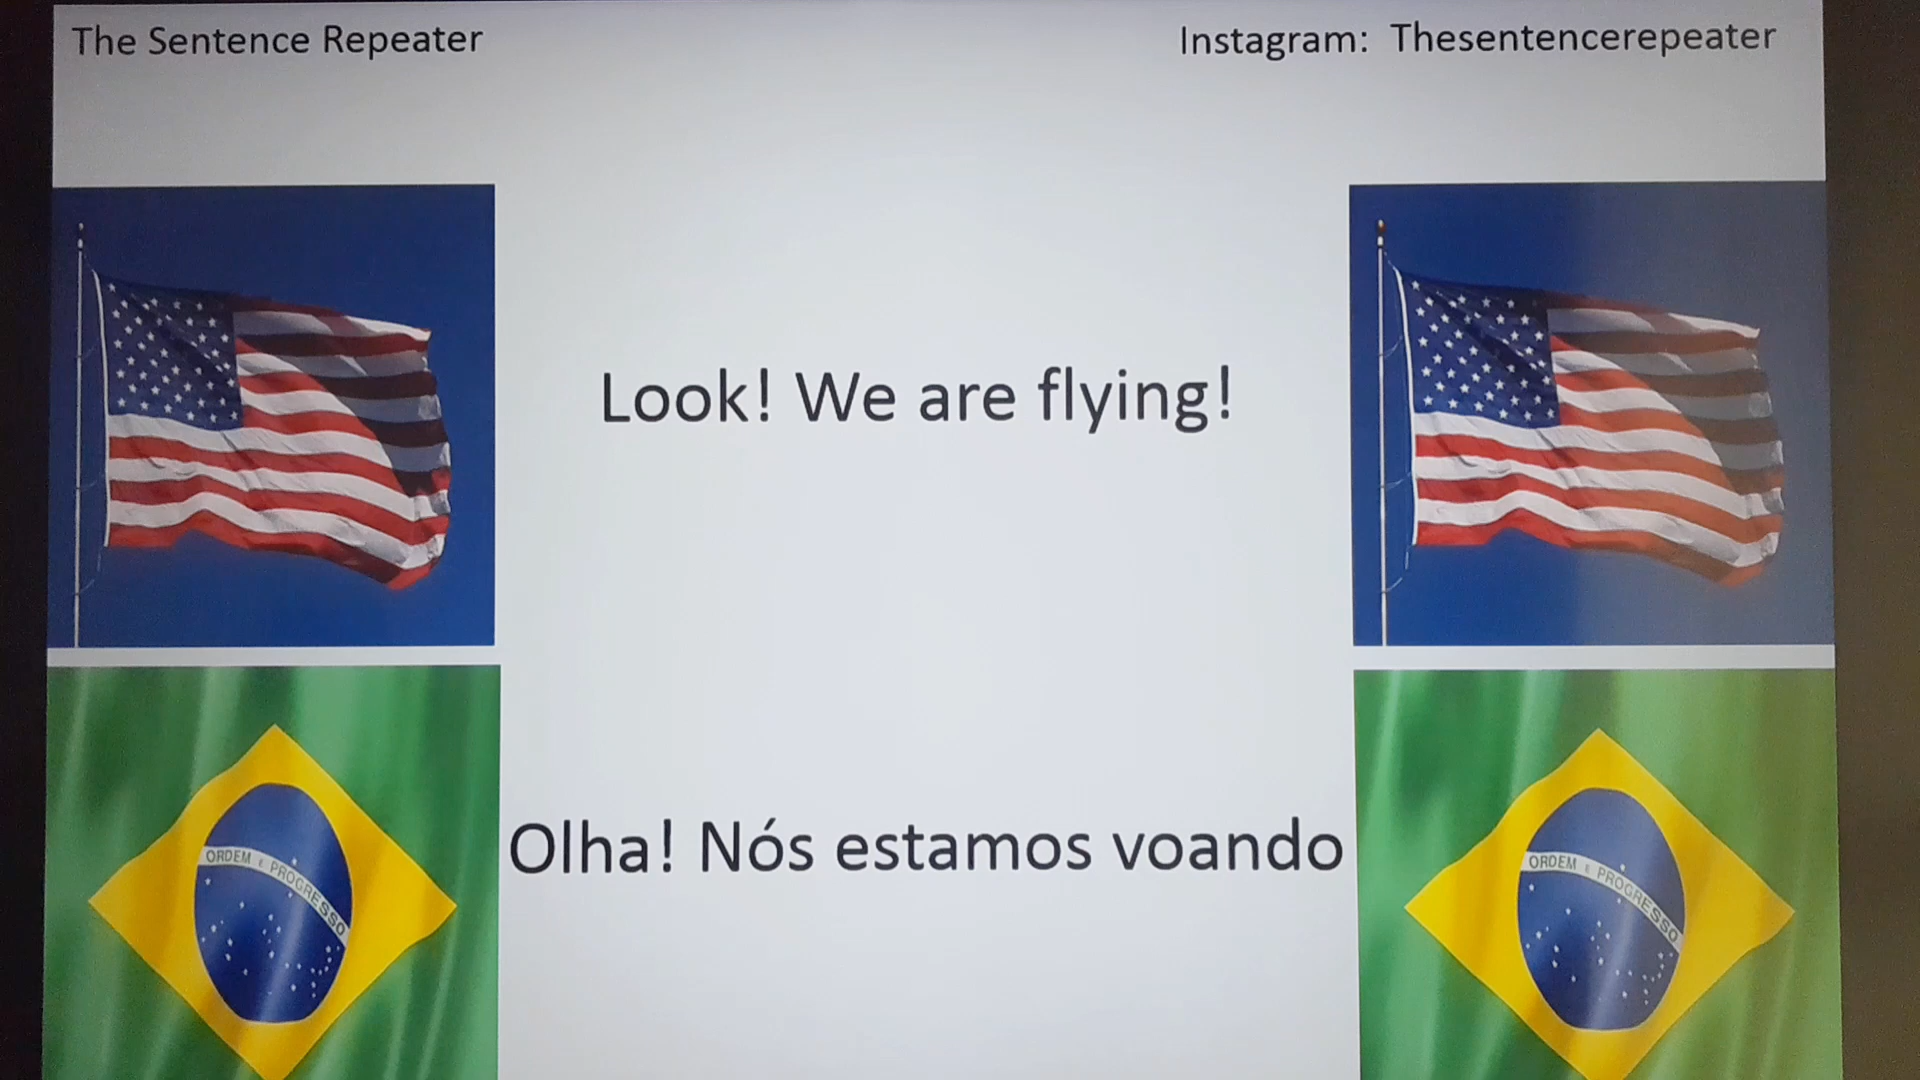 The Sentence Repeater
Instagram: Thesentencerepeater
Look! We are flying!
Olha! Nós estamos voando
ORDEM E PROGRESSO
ORDEM E PROGRESSO